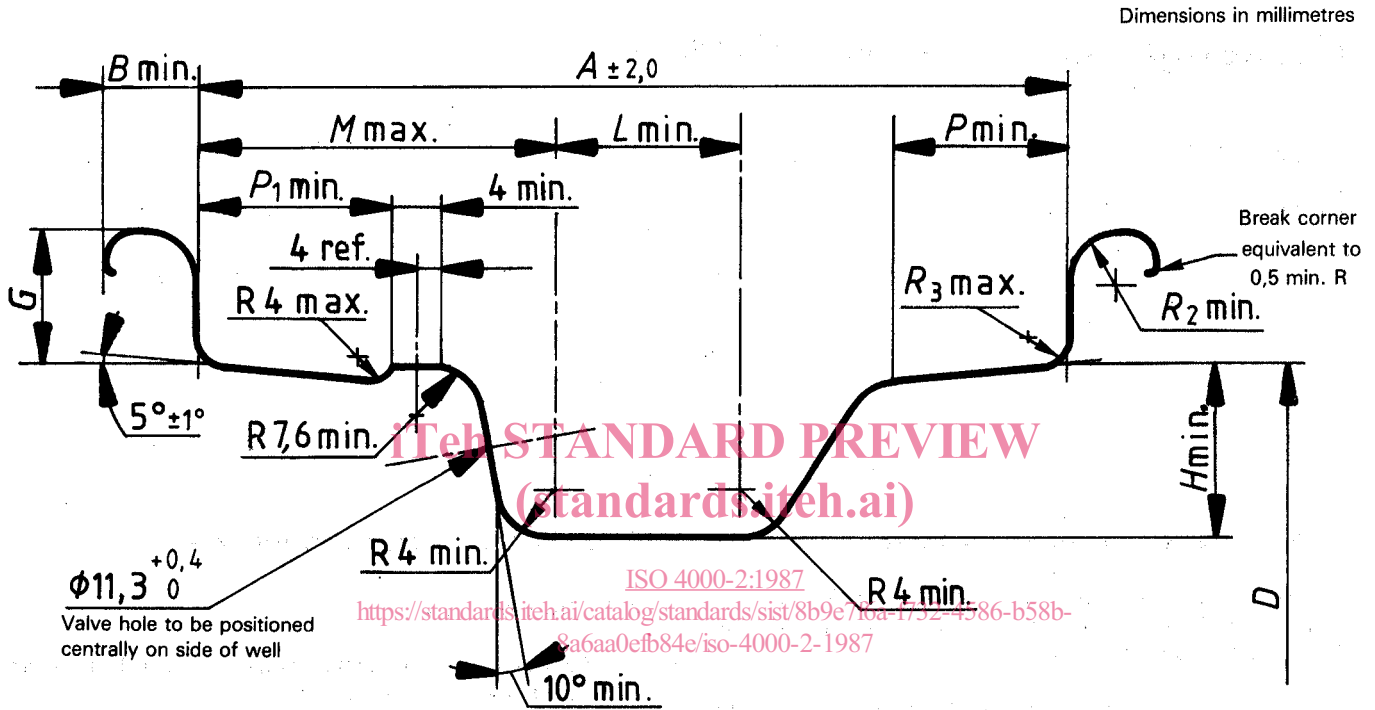 Dimensions in millimetres
B min.
A ± 2,0
M max.
L min.
P min.
P1 min.
4 min.
4 ref.
Break corner
equivalent to
0,5 min. R
G
R 4 max.
R3 max.
R2 min.
5° ±1°
R 7,6 min.
H min.
iTeh STANDARD PREVIEW
(standards.iteh.ai)
R 4 min.
ϕ11,3 +0,4
0
ISO 4000-2:1987
R 4 min.
D
Valve hole to be positioned
centrally on side of well
https://standards.iteh.ai/catalog/standards/sist/8b9e7f6a-f732-4586-b58b-
8a6aa0efb84e/iso-4000-2-1987
10° min.